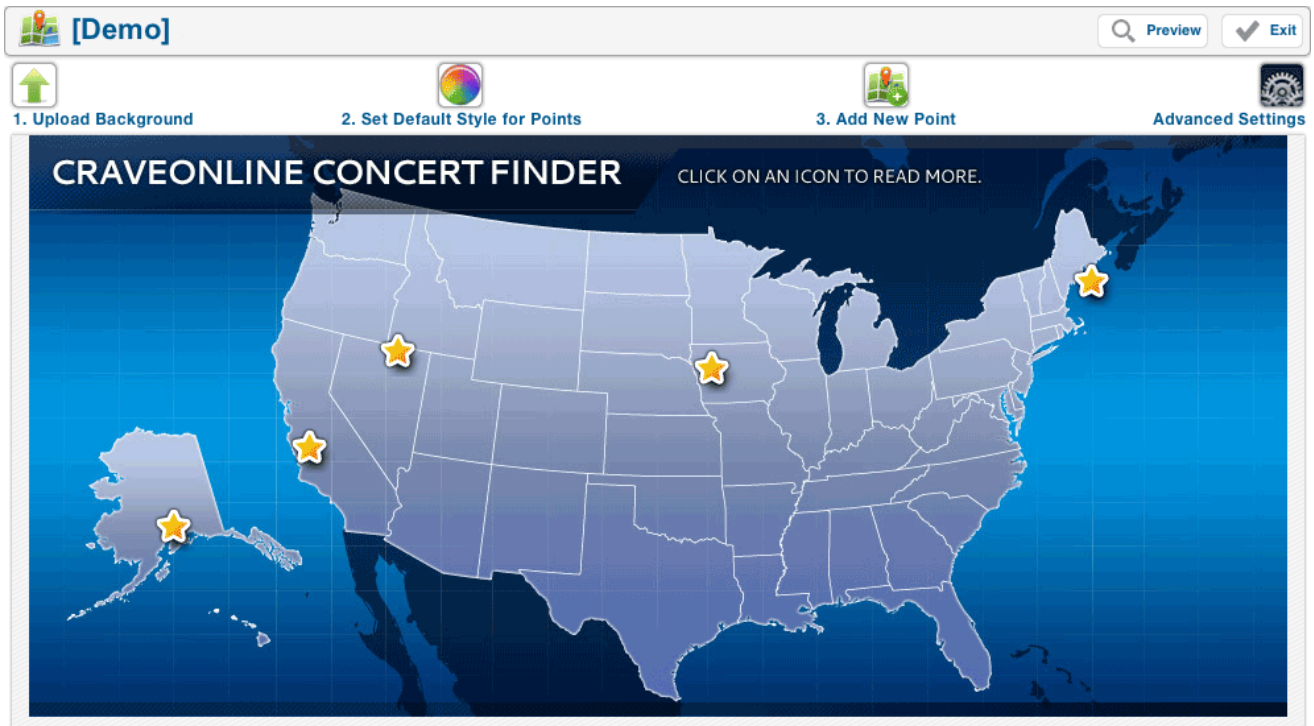 [Demo]
Preview
Exit
1. Upload Background
2. Set Default Style for Points
3. Add New Point
Advanced Settings
CRAVEONLINE CONCERT FINDER
CLICK ON AN ICON TO READ MORE.